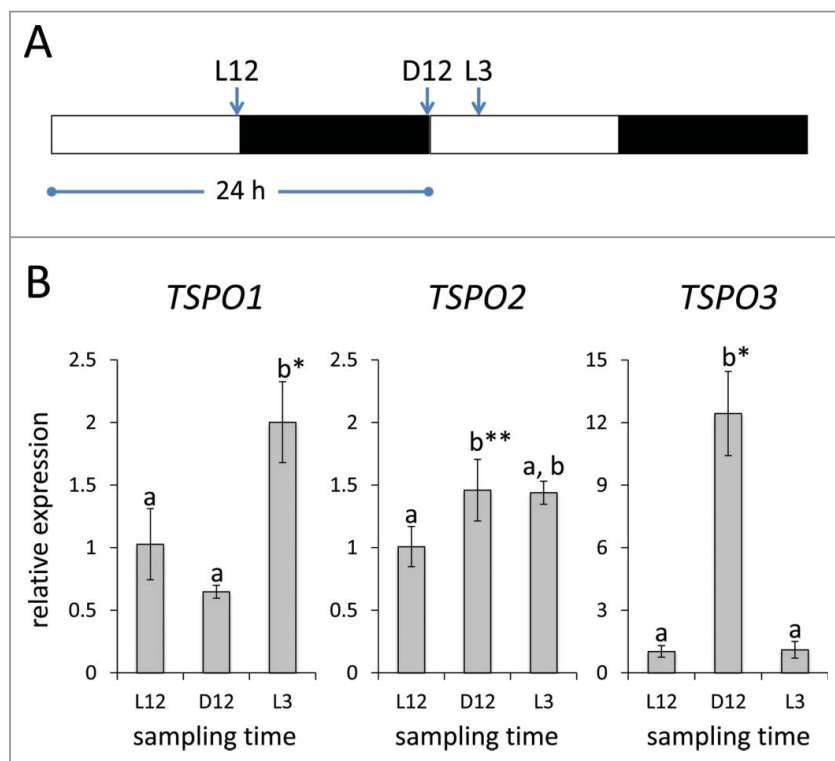 A
L12 D12 L3
24 h
B
TSPO1 TSPO2 TSPO3
relative expression
2.5
2
1.5
1
0.5
0
a
a
b*
L12 D12 L3
sampling time
2.5
2
1.5
1
0.5
0
a
b**
a, b
L12 D12 L3
sampling time
15
12
9
6
3
0
a
b*
a
L12 D12 L3
sampling time